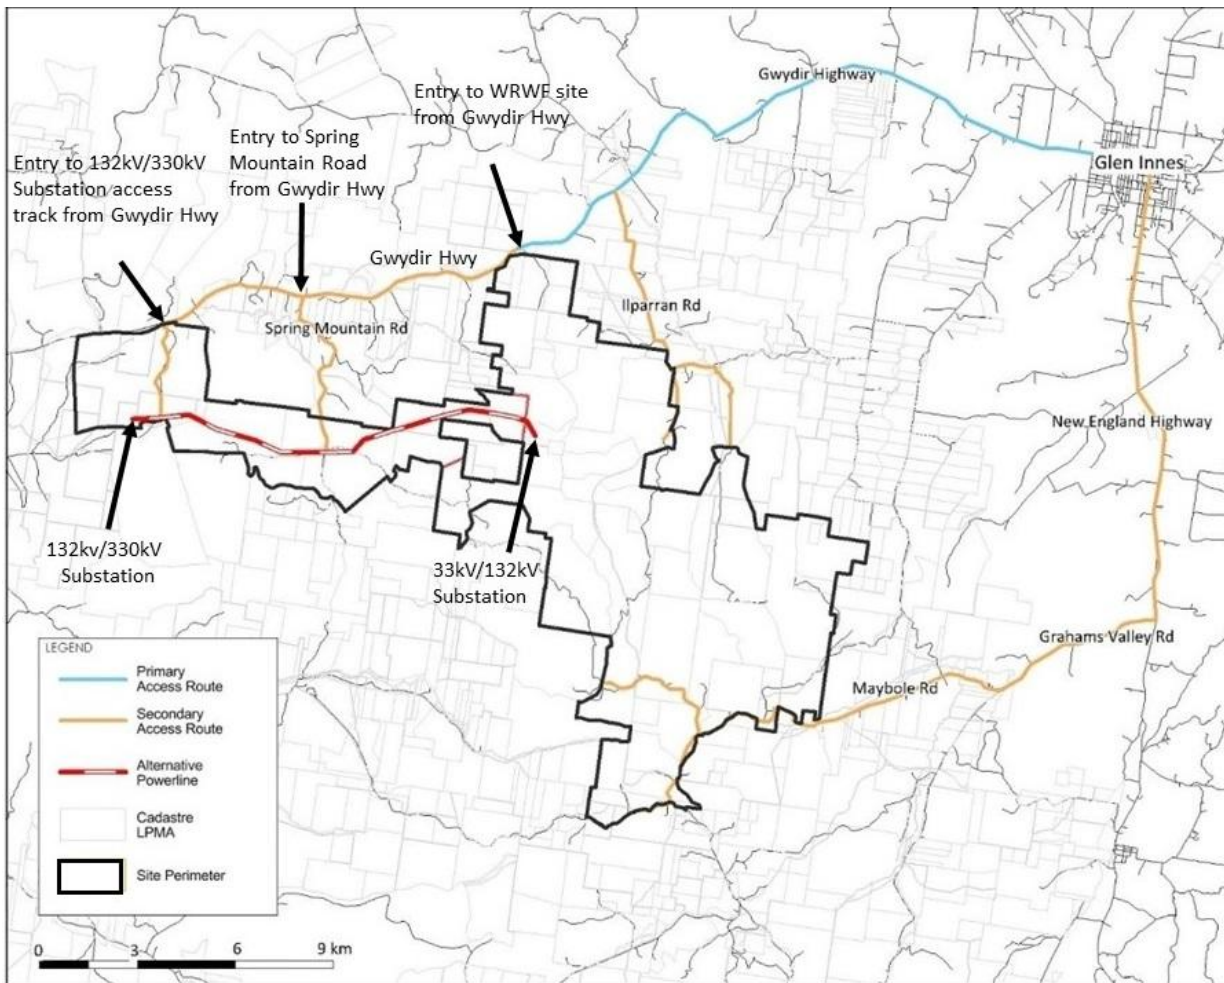 Gwydir Highway
Entry to WRWF site
from Gwydir Hwy
Entry to Spring
Mountain Road
from Gwydir Hwy
Entry to 132kV/330kV
Substation access
track from Gwydir Hwy
Glen Innes
Gwydir Hwy
Ilparran Rd
Spring Mountain Rd
New England Highway
132kv/330kV
Substation
33kV/132kV
Substation
Grahams Valley Rd
Maybole Rd
LEGEND
Primary
Access Route
Secondary
Access Route
Alternative
Powerline
Cadastre
LPMA
Site Perimeter
0 3 6 9 km